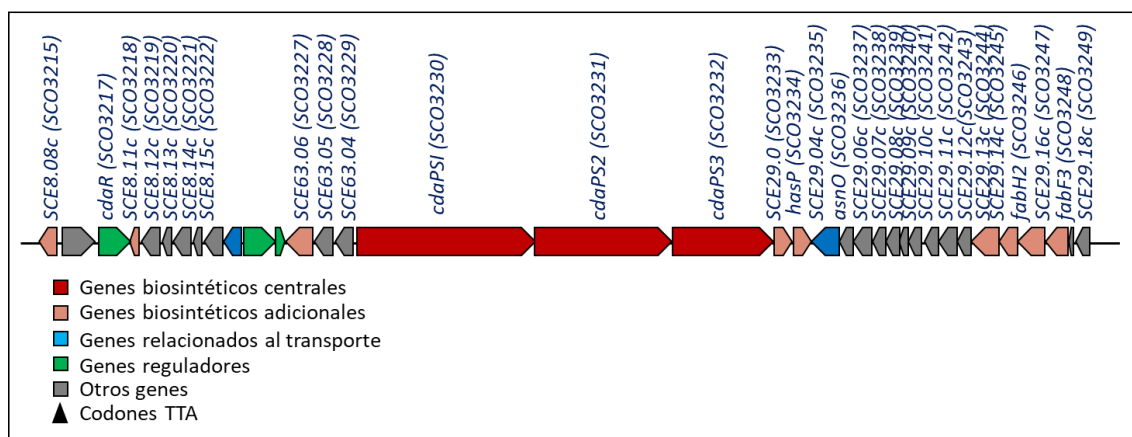 SCE8.08c (SCO3215)
cdaR (SCO3217)
SCE8.11c (SCO3218)
SCE8.12c (SCO3219)
SCE8.13c (SCO3220)
SCE8.14c (SCO3221)
SCE8.15c (SCO3222)
SCE63.06 (SCO3227)
SCE63.05 (SCO3228)
SCE63.04 (SCO3229)
cdaPSI (SCO3230)
cdaPS2 (SCO3231)
cdaPS3 (SCO3232)
SCE29.0 (SCO3233)
hasP (SCO3234)
SCE29.04c (SCO3235)
asnO (SCO3236)
SCE29.06c (SCO3237)
SCE29.07c (SCO3238)
SCE29.08c (SCO3239)
SCE29.09c (SCO3240)
SCE29.10c (SCO3241)
SCE29.11c (SCO3242)
SCE29.12c (SCO3243)
SCE29.13c (SCO3244)
SCE29.14c (SCO3245)
fabH2 (SCO3246)
SCE29.16c (SCO3247)
fabF3 (SCO3248)
SCE29.18c (SCO3249)
Genes biosintéticos centrales
Genes biosintéticos adicionales
Genes relacionados al transporte
Genes reguladores
Otros genes
Codones TTA